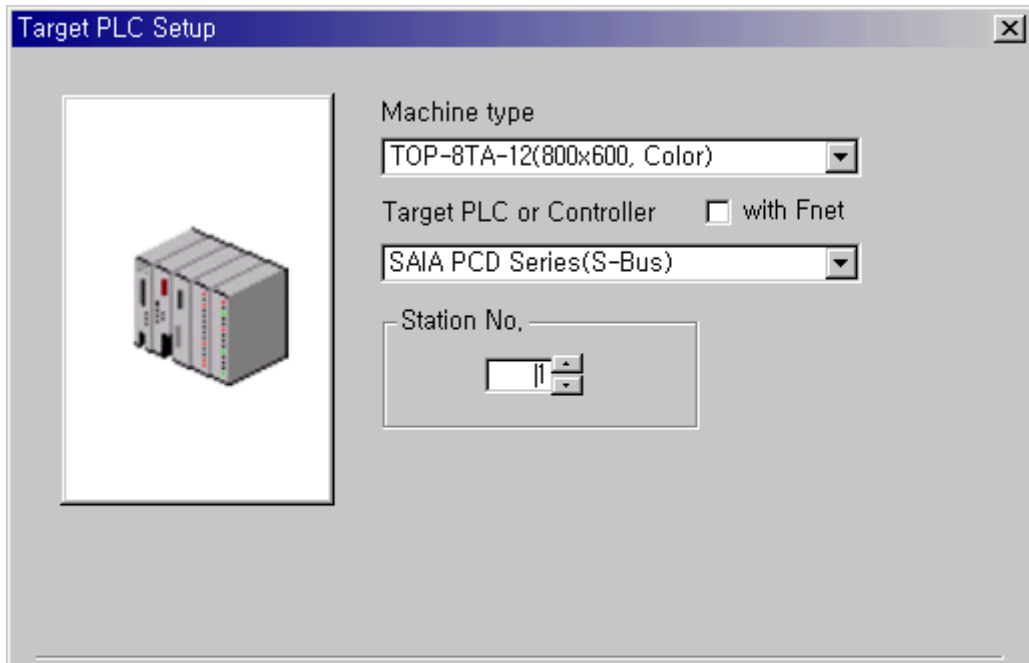 Target PLC Setup
Machine type
TOP-8TA-12(800x600, Color)
Target PLC or Controller with Fnet
SAIA PCD Series(S-Bus)
Station No.
1